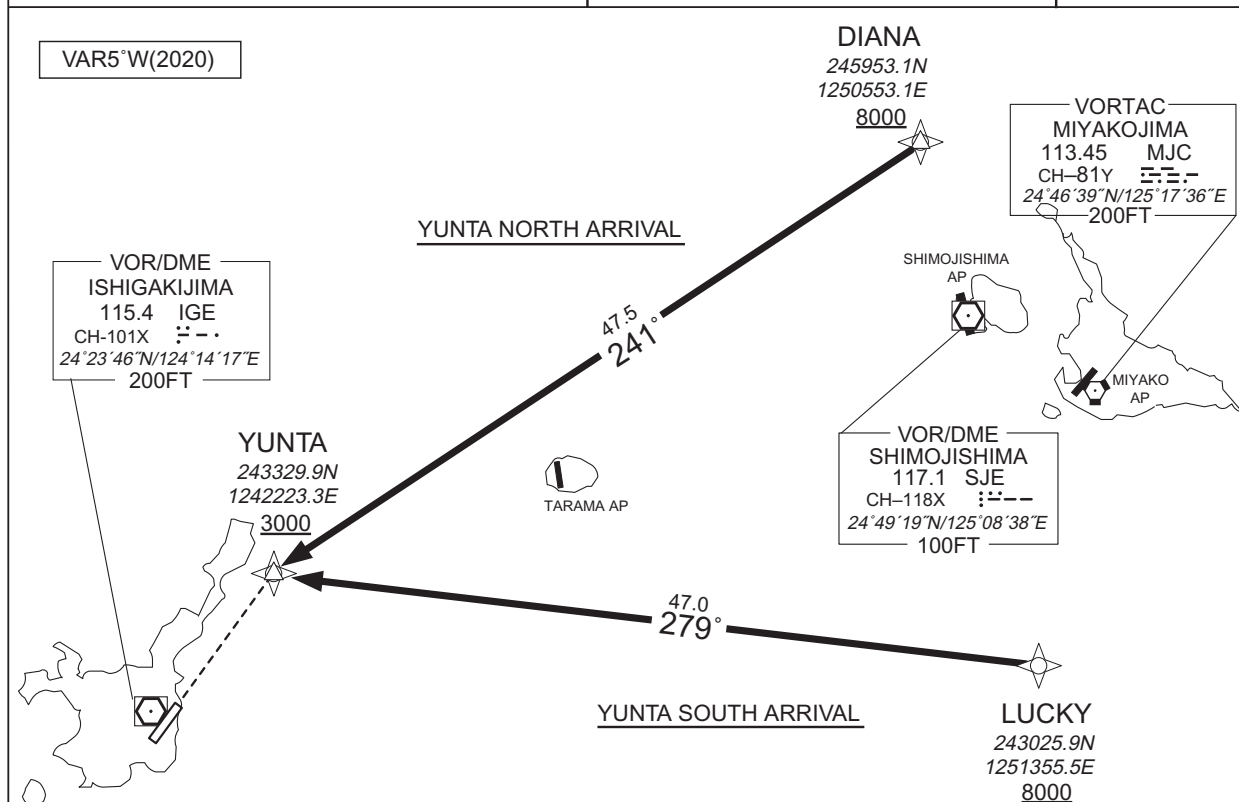 VAR5°W(2020)
DIANA
245953.1N
1250553.1E
8000
VORTAC
MIYAKOJIMA
113.45 MJC
CH–81Y
24°46´39˝N/125°17´36˝E
200FT
YUNTA NORTH ARRIVAL
VOR/DME
ISHIGAKIJIMA
115.4 IGE
CH-101X
24°23´46˝N/124°14´17˝E
200FT
SHIMOJISHIMA
AP
47.5
241°
MIYAKO
AP
YUNTA
243329.9N
1242223.3E
3000
TARAMA AP
VOR/DME
SHIMOJISHIMA
117.1 SJE
CH–118X
24°49´19˝N/125°08´38˝E
100FT
47.0
279°
YUNTA SOUTH ARRIVAL
LUCKY
243025.9N
1251355.5E
8000